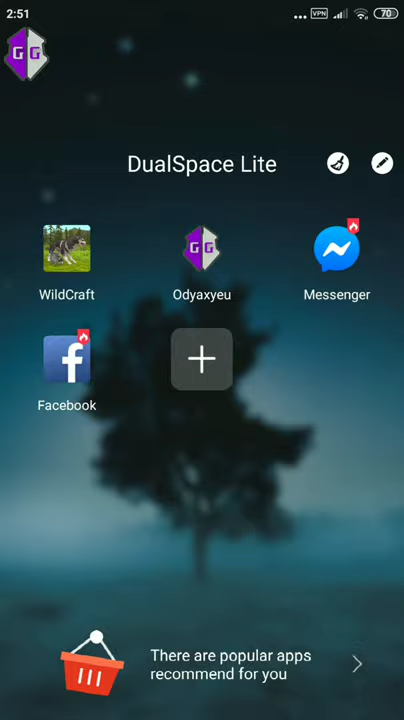 2:51
VPN
70
GG
DualSpace Lite
WildCraft
GG
Odyaxyeu
Messenger
f
Facebook
There are popular apps
recommend for you